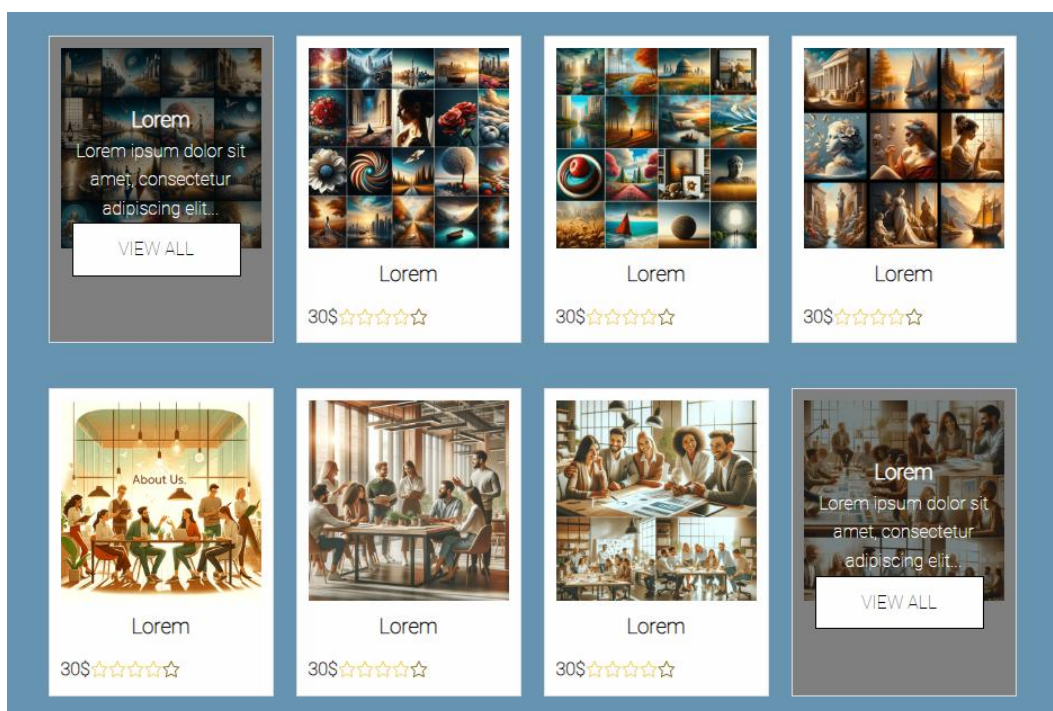 Lorem
Lorem ipsum dolor sit
amet, consectetur
adipiscing elit...
VIEW ALL
Lorem
30$
Lorem
30$
Lorem
30$
About Us.
Lorem
30$
Lorem
30$
Lorem
30$
Lorem
Lorem ipsum dolor sit
amet, consectetur
adipiscing elit...
VIEW ALL